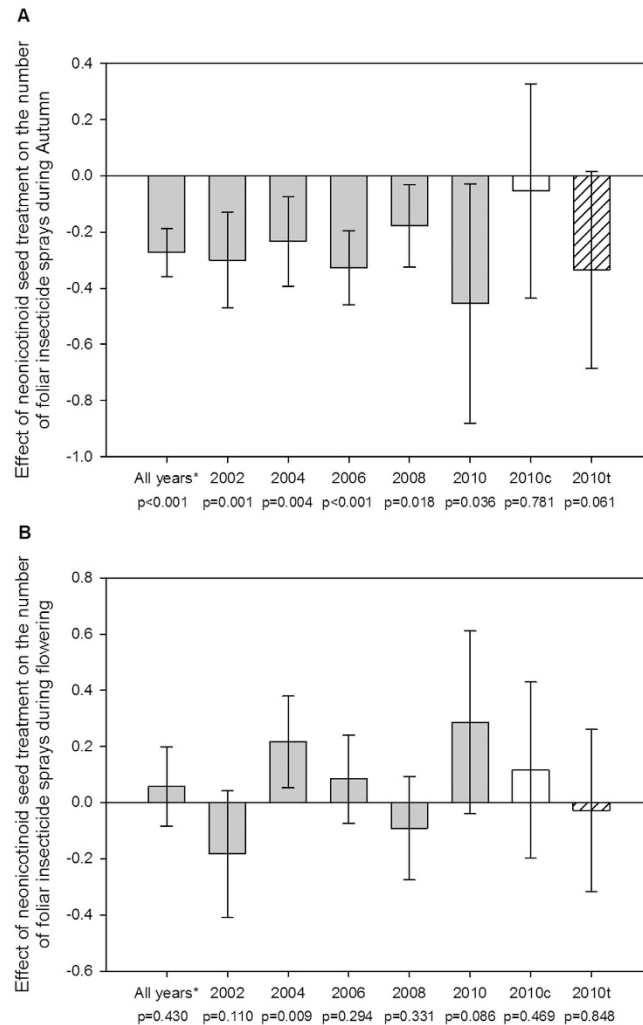 A
Effect of neonicotinoid seed treatment on the number
of foliar insecticide sprays during Autumn
0.4
0.2
0.0
-0.2
-0.4
-0.6
-0.8
-1.0
All years* 2002 2004 2006 2008 2010 2010c 2010t
p<0.001 p=0.001 p=0.004 p<0.001 p=0.018 p=0.036 p=0.781 p=0.061
B
Effect of neonicotinoid seed treatment on the number
of foliar insecticide sprays during flowering
0.8
0.6
0.4
0.2
0.0
-0.2
-0.4
-0.6
All years* 2002 2004 2006 2008 2010 2010c 2010t
p=0.430 p=0.110 p=0.009 p=0.294 p=0.331 p=0.086 p=0.469 p=0.848